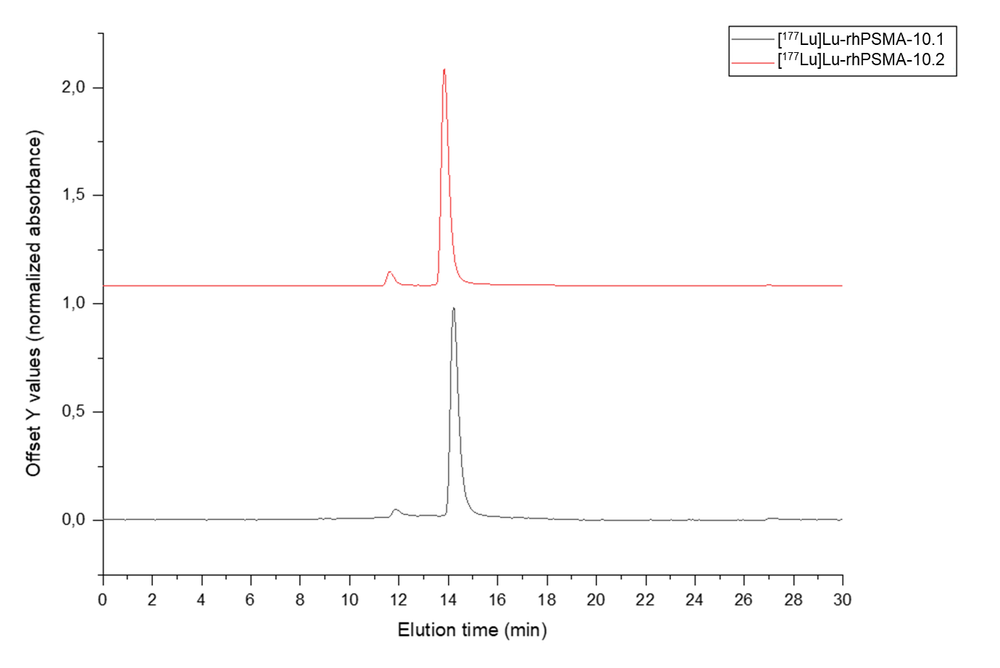 [¹⁷⁷Lu]Lu-rhPSMA-10.1
[¹⁷⁷Lu]Lu-rhPSMA-10.2
Offset Y values (normalized absorbance)
2,0
1,5
1,0
0,5
0,0
0 2 4 6 8 10 12 14 16 18 20 22 24 26 28 30
Elution time (min)